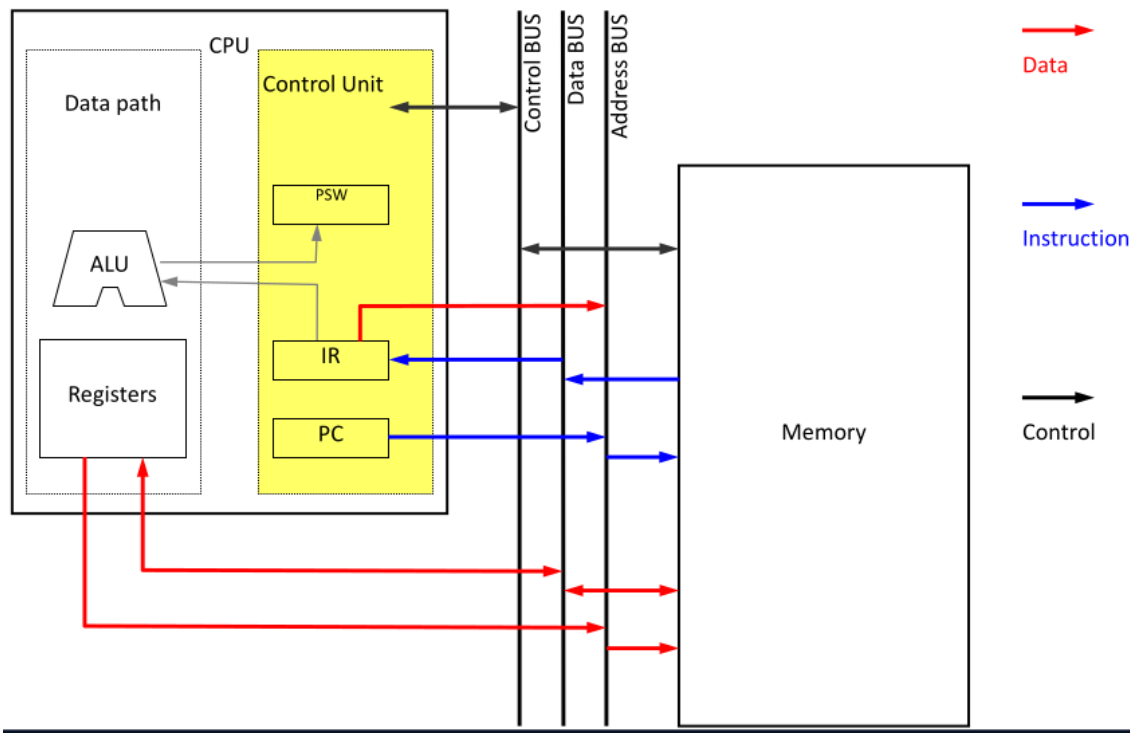 CPU
Data path
Control Unit
PSW
ALU
IR
Registers
PC
Control BUS
Data BUS
Address BUS
Memory
Data
Instruction
Control